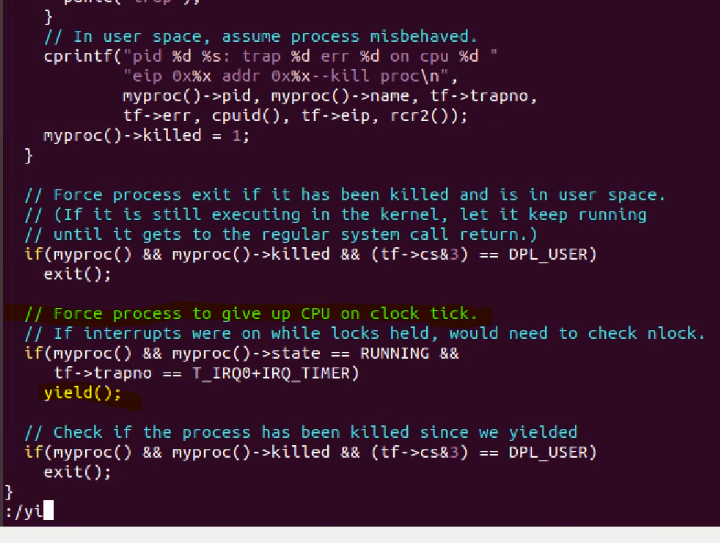 }
// In user space, assume process misbehaved.
cprintf("pid %d %s: trap %d err %d on cpu %d "
"eip 0x%x addr 0x%x--kill proc\n",
myproc()->pid, myproc()->name, tf->trapno,
tf->err, cpuid(), tf->eip, rcr2());
myproc()->killed = 1;
}
// Force process exit if it has been killed and is in user space.
// (If it is still executing in the kernel, let it keep running
// until it gets to the regular system call return.)
if(myproc() && myproc()->killed && (tf->cs&3) == DPL_USER)
exit();
// Force process to give up CPU on clock tick.
// If interrupts were on while locks held, would need to check nlock.
if(myproc() && myproc()->state == RUNNING &&
tf->trapno == T_IRQ0+IRQ_TIMER)
yield();
// Check if the process has been killed since we yielded
if(myproc() && myproc()->killed && (tf->cs&3) == DPL_USER)
exit();
}
:/yi